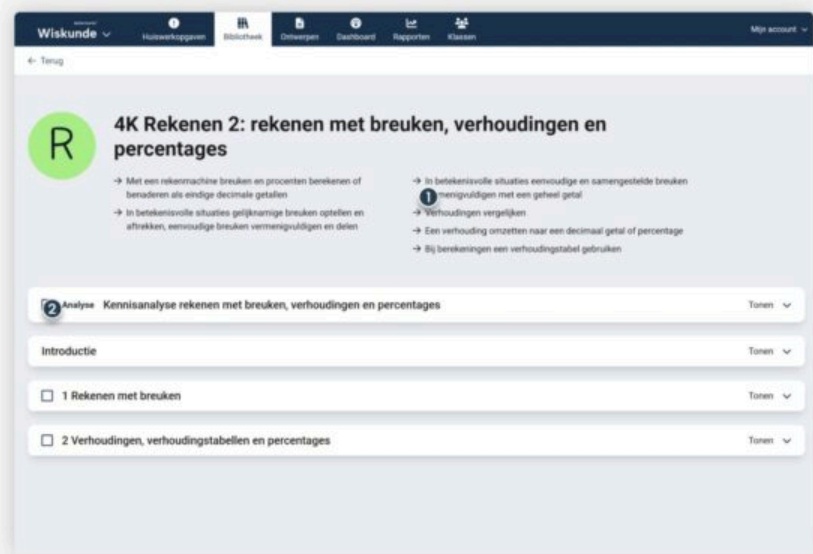 Wiskunde
Huiswerkopgaven
Bibliotheek
Ontwerpen
Dashboard
Rapporten
Klassen
Mijn account
← Terug
R
4K Rekenen 2: rekenen met breuken, verhoudingen en
percentages
→ Met een rekenmachine breuken en procenten berekenen of
benaderen als eindige decimale getallen
→ In betekenisvolle situaties gelijknamige breuken optellen en
aftrekken, eenvoudige breuken vermenigvuldigen en delen
→ In betekenisvolle situaties eenvoudige en samengestelde breuken
1 menigvuldigen met een geheel getal
→ Verhoudingen vergelijken
→ Een verhouding omzetten naar een decimaal getal of percentage
→ Bij berekeningen een verhoudingstabel gebruiken
2 Analyse Kennisanalyse rekenen met breuken, verhoudingen en percentages Tonen
Introductie Tonen
1 Rekenen met breuken Tonen
2 Verhoudingen, verhoudingstabellen en percentages Tonen